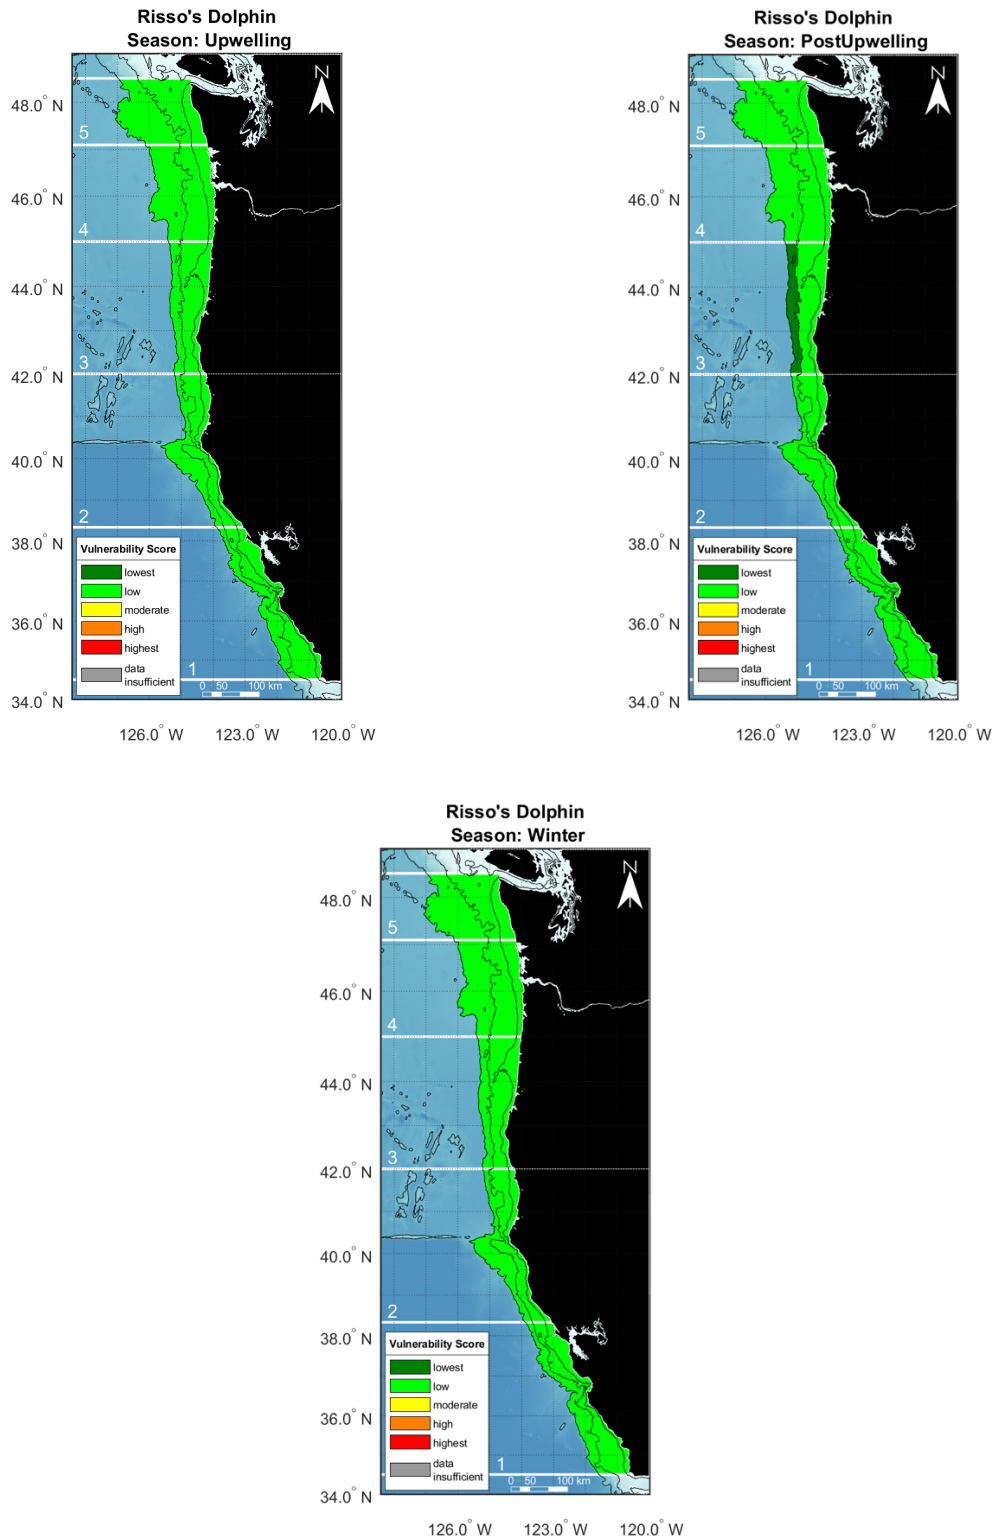 Risso's Dolphin
Season: Upwelling
N
48.0° N
5
46.0° N
4
44.0° N
3
42.0° N
40.0° N
2
38.0° N
Vulnerability Score
lowest
low
moderate
high
highest
data
insufficient
36.0° N
1
0 50 100 km
34.0° N
126.0° W 123.0° W 120.0° W
Risso's Dolphin
Season: PostUpwelling
N
48.0° N
5
46.0° N
4
44.0° N
3
42.0° N
40.0° N
2
38.0° N
Vulnerability Score
lowest
low
moderate
high
highest
data
insufficient
36.0° N
1
0 50 100 km
34.0° N
126.0° W 123.0° W 120.0° W
Risso's Dolphin
Season: Winter
N
48.0° N
5
46.0° N
4
44.0° N
3
42.0° N
40.0° N
2
38.0° N
Vulnerability Score
lowest
low
moderate
high
highest
data
insufficient
36.0° N
1
0 50 100 km
34.0° N
126.0° W 123.0° W 120.0° W